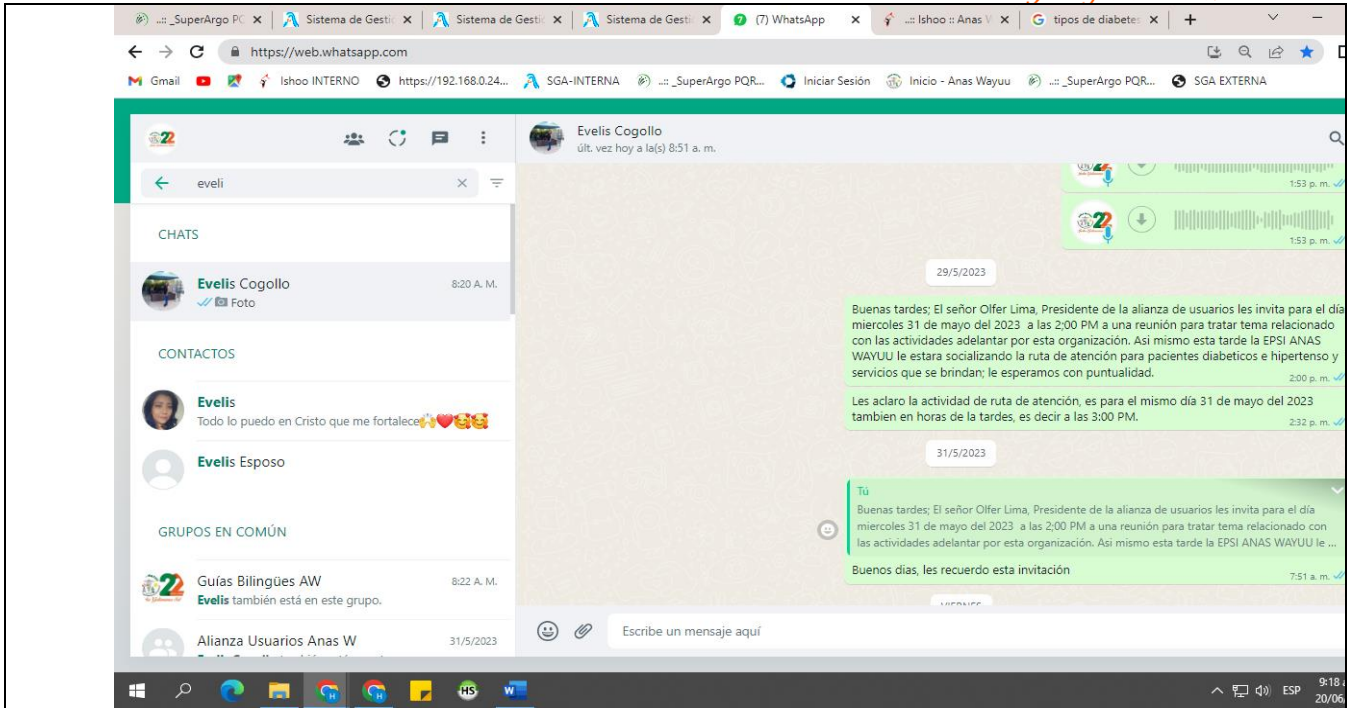 ..:: _SuperArgo PC
Sistema de Gestic
Sistema de Gestic
Sistema de Gesti
(7) WhatsApp
..:: Ishoo :: Anas V
tipos de diabetes
https://web.whatsapp.com
Gmail
Ishoo INTERNO
https://192.168.0.24...
SGA-INTERNA
..:: _SuperArgo PQR...
Iniciar Sesión
Inicio - Anas Wayuu
..:: _SuperArgo PQR...
SGA EXTERNA
22
eveli
CHATS
Evelis Cogollo
8:20 A. M.
Foto
CONTACTOS
Evelis
Todo lo puedo en Cristo que me fortalece🙌❤️🥰🥰
Evelis Esposo
GRUPOS EN COMÚN
22
Guías Bilingües AW
8:22 A. M.
Evelis también está en este grupo.
Alianza Usuarios Anas W
31/5/2023
Evelis Cogollo
últ. vez hoy a la(s) 8:51 a. m.
1:53 p. m.
22
1:53 p. m.
29/5/2023
Buenas tardes; El señor Olfer Lima, Presidente de la alianza de usuarios les invita para el día
miercoles 31 de mayo del 2023 a las 2;00 PM a una reunión para tratar tema relacionado
con las actividades adelantar por esta organización. Asi mismo esta tarde la EPSI ANAS
WAYUU le estara socializando la ruta de atención para pacientes diabeticos e hipertenso y
servicios que se brindan; le esperamos con puntualidad.
2:00 p. m.
Les aclaro la actividad de ruta de atención, es para el mismo día 31 de mayo del 2023
tambien en horas de la tardes, es decir a las 3:00 PM.
2:32 p. m.
31/5/2023
Tú
Buenas tardes; El señor Olfer Lima, Presidente de la alianza de usuarios les invita para el día
miercoles 31 de mayo del 2023 a las 2;00 PM a una reunión para tratar tema relacionado con
las actividades adelantar por esta organización. Asi mismo esta tarde la EPSI ANAS WAYUU le ...
Buenos dias, les recuerdo esta invitación
7:51 a. m.
VIERNES
Escribe un mensaje aquí
HS
ESP
9:18
20/06